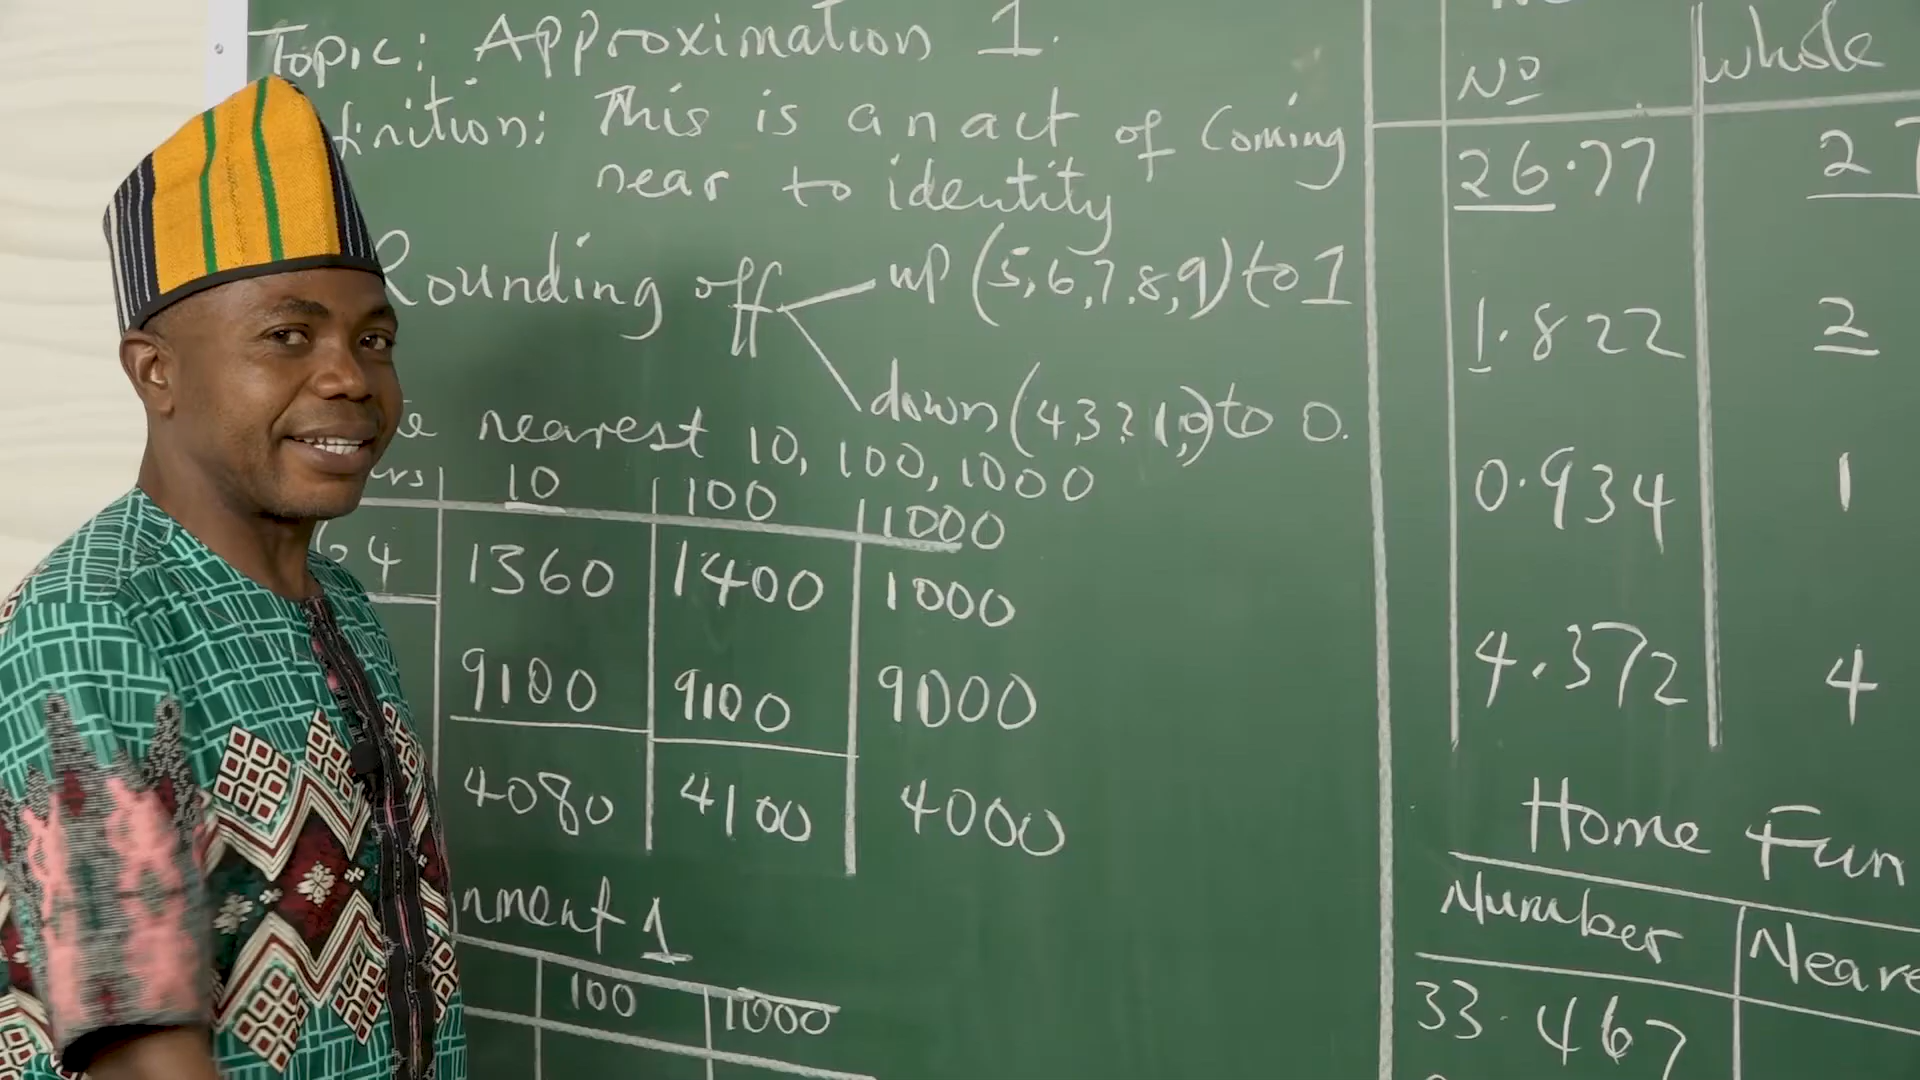 Topic: Approximation 1.
finition: This is an act of Coming
near to identity
Rounding off up (5,6,7,8,9) to 1
down (4,3,2,1,0) to 0.
nearest 10, 100, 1000
10 100 1000
64 1360 1400 1000
9100 9100 9000
4080 4100 4000
nment 1
100 1000
Nº Whole
26.77 27
1.822 2
0.934 1
4.372 4
Home Fun
Number Neare
33.467